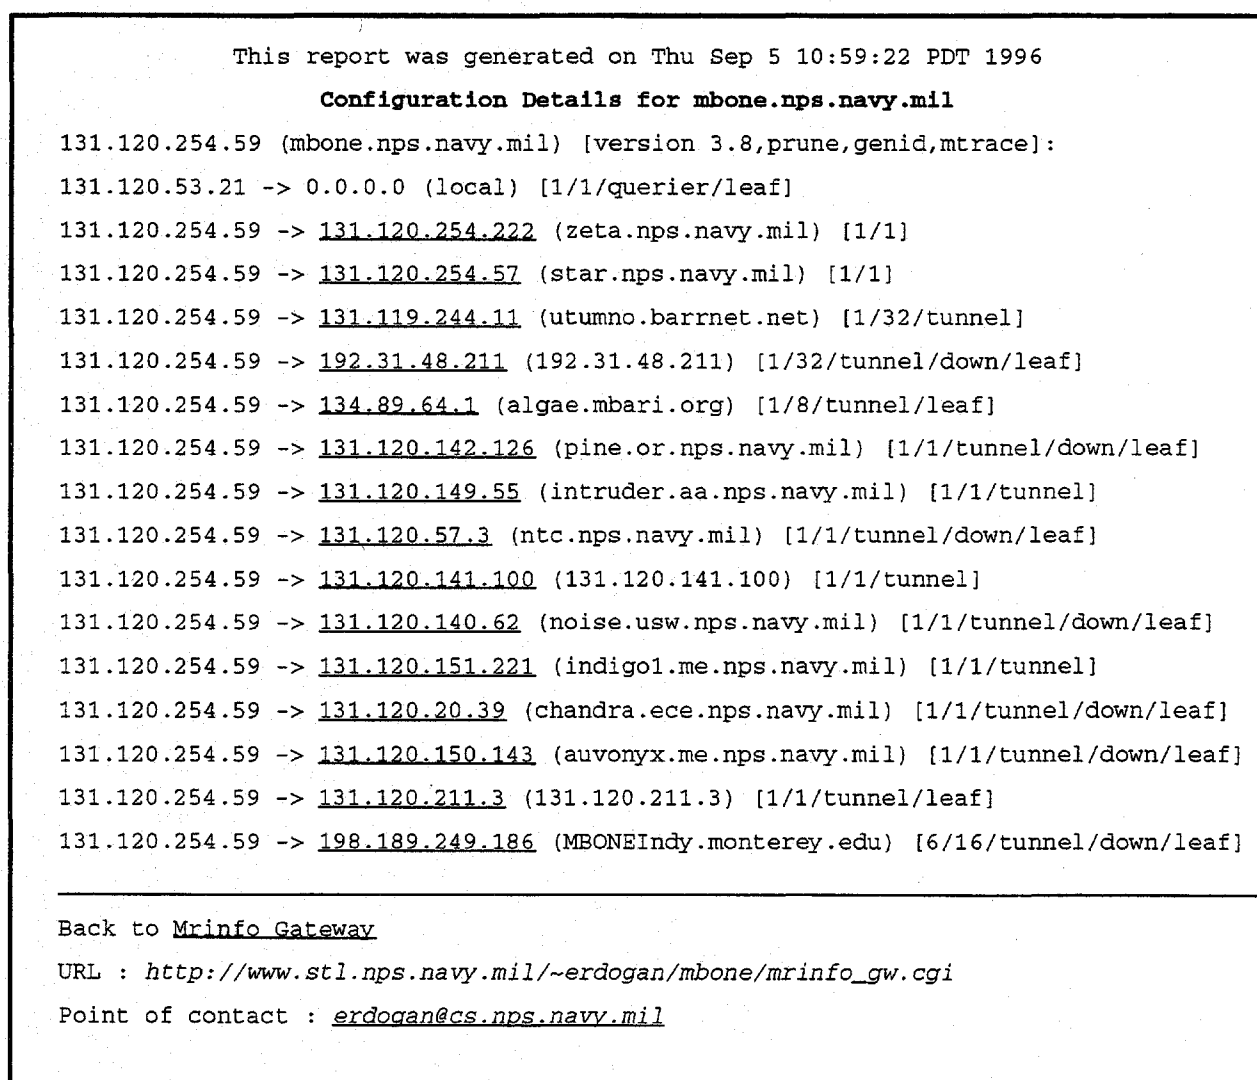 This report was generated on Thu Sep 5 10:59:22 PDT 1996
Configuration Details for mbone.nps.navy.mil
131.120.254.59 (mbone.nps.navy.mil) [version 3.8,prune,genid,mtrace]:
131.120.53.21 -> 0.0.0.0 (local) [1/1/querier/leaf]
131.120.254.59 -> 131.120.254.222 (zeta.nps.navy.mil) [1/1]
131.120.254.59 -> 131.120.254.57 (star.nps.navy.mil) [1/1]
131.120.254.59 -> 131.119.244.11 (utumno.barrnet.net) [1/32/tunnel]
131.120.254.59 -> 192.31.48.211 (192.31.48.211) [1/32/tunnel/down/leaf]
131.120.254.59 -> 134.89.64.1 (algae.mbari.org) [1/8/tunnel/leaf]
131.120.254.59 -> 131.120.142.126 (pine.or.nps.navy.mil) [1/1/tunnel/down/leaf]
131.120.254.59 -> 131.120.149.55 (intruder.aa.nps.navy.mil) [1/1/tunnel]
131.120.254.59 -> 131.120.57.3 (ntc.nps.navy.mil) [1/1/tunnel/down/leaf]
131.120.254.59 -> 131.120.141.100 (131.120.141.100) [1/1/tunnel]
131.120.254.59 -> 131.120.140.62 (noise.usw.nps.navy.mil) [1/1/tunnel/down/leaf]
131.120.254.59 -> 131.120.151.221 (indigo1.me.nps.navy.mil) [1/1/tunnel]
131.120.254.59 -> 131.120.20.39 (chandra.ece.nps.navy.mil) [1/1/tunnel/down/leaf]
131.120.254.59 -> 131.120.150.143 (auvonyx.me.nps.navy.mil) [1/1/tunnel/down/leaf]
131.120.254.59 -> 131.120.211.3 (131.120.211.3) [1/1/tunnel/leaf]
131.120.254.59 -> 198.189.249.186 (MBONEIndy.monterey.edu) [6/16/tunnel/down/leaf]
Back to Mrinfo Gateway
URL : http://www.stl.nps.navy.mil/~erdogan/mbone/mrinfo_gw.cgi
Point of contact : erdogan@cs.nps.navy.mil